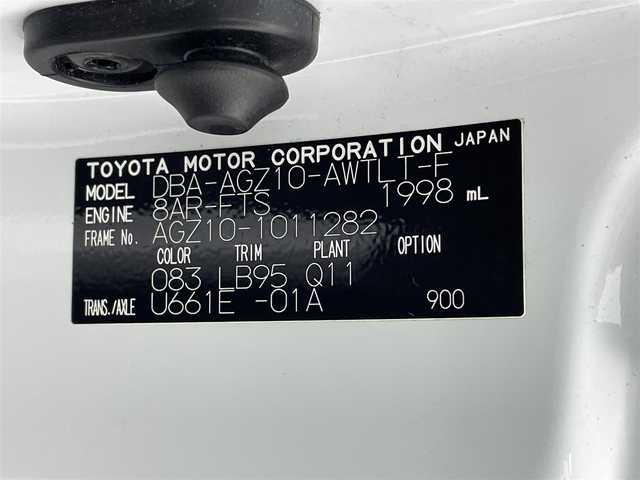 TOYOTA MOTOR CORPORATION JAPAN
MODEL DBA-AGZ10-AWTLT-F
ENGINE 8AR-FTS 1998 mL
FRAME No. AGZ10-1011282
COLOR TRIM PLANT OPTION
083 LB95 Q11
TRANS./AXLE U661E -01A 900